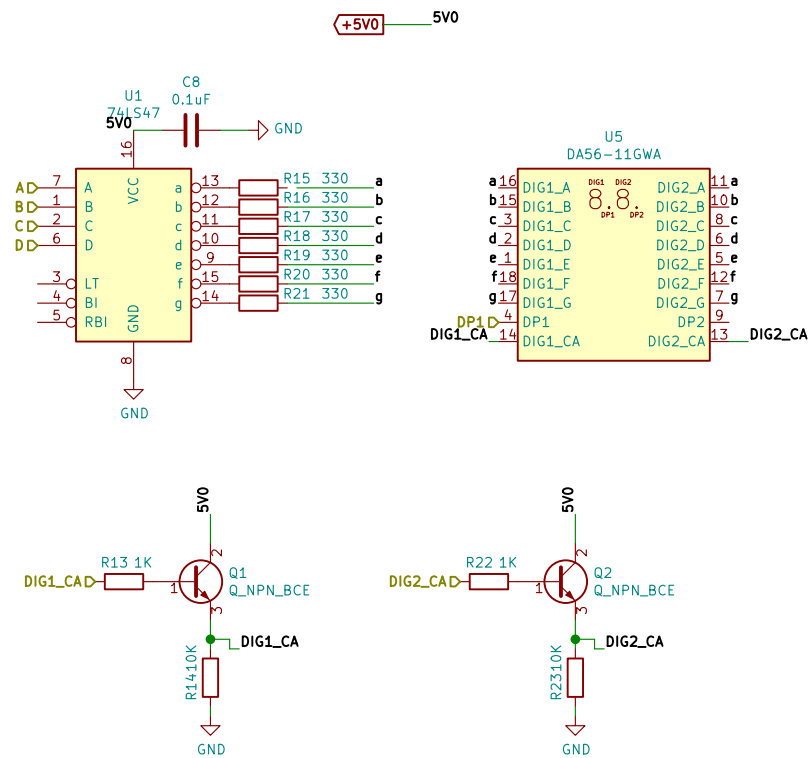 +5V0
5V0
C8
0.1uF
GND
U1
74LS47
5V0
16
VCC
A 7 A a 13 R15 330 a
B 1 B b 12 R16 330 b
C 2 C c 11 R17 330 c
D 6 D d 10 R18 330 d
e 9 R19 330 e
3 LT f 15 R20 330 f
4 BI g 14 R21 330 g
5 RBI
GND
8
GND
U5
DA56-11GWA
DIG1 DIG2
DP1 DP2
a 16 DIG1_A DIG2_A 11 a
b 15 DIG1_B DIG2_B 10 b
c 3 DIG1_C DIG2_C 8 c
d 2 DIG1_D DIG2_D 6 d
e 1 DIG1_E DIG2_E 5 e
f 18 DIG1_F DIG2_F 12 f
g 17 DIG1_G DIG2_G 7 g
DP1 4 DP1 DP2 9
DIG1_CA 14 DIG1_CA DIG2_CA 13 DIG2_CA
5V0
2
R13 1K
DIG1_CA
1
Q1
Q_NPN_BCE
3
DIG1_CA
R14 10K
GND
5V0
2
R22 1K
DIG2_CA
1
Q2
Q_NPN_BCE
3
DIG2_CA
R23 10K
GND